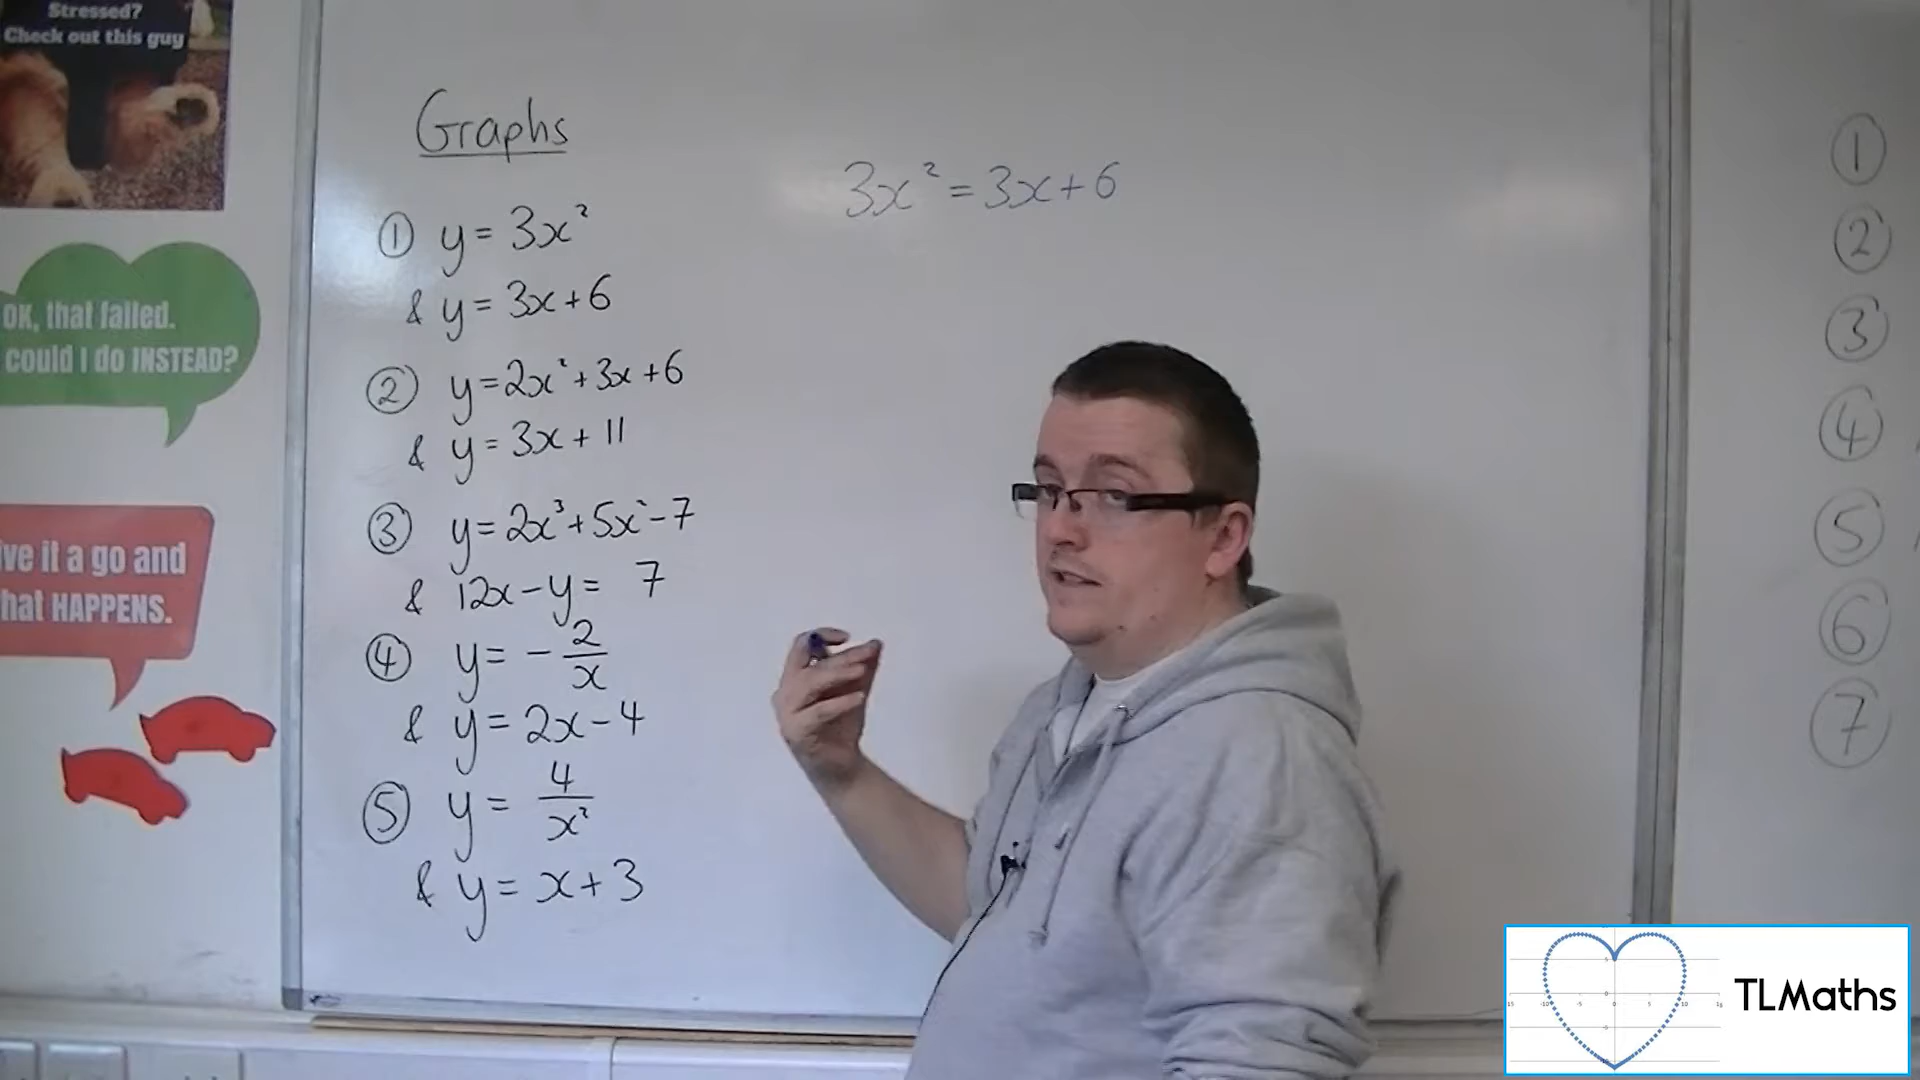 Stressed?
Check out this guy
OK, that failed.
could I do INSTEAD?
ive it a go and
hat HAPPENS.
Graphs
① y = 3x²
& y = 3x + 6
② y = 2x² + 3x + 6
& y = 3x + 11
③ y = 2x³ + 5x² - 7
& 12x - y = 7
④ y = - 2/x
& y = 2x - 4
⑤ y = 4/x²
& y = x + 3
3x² = 3x + 6
①
②
③
④
⑤
⑥
⑦
TLMaths